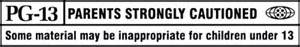 PG-13 PARENTS STRONGLY CAUTIONED
Some material may be inappropriate for children under 13